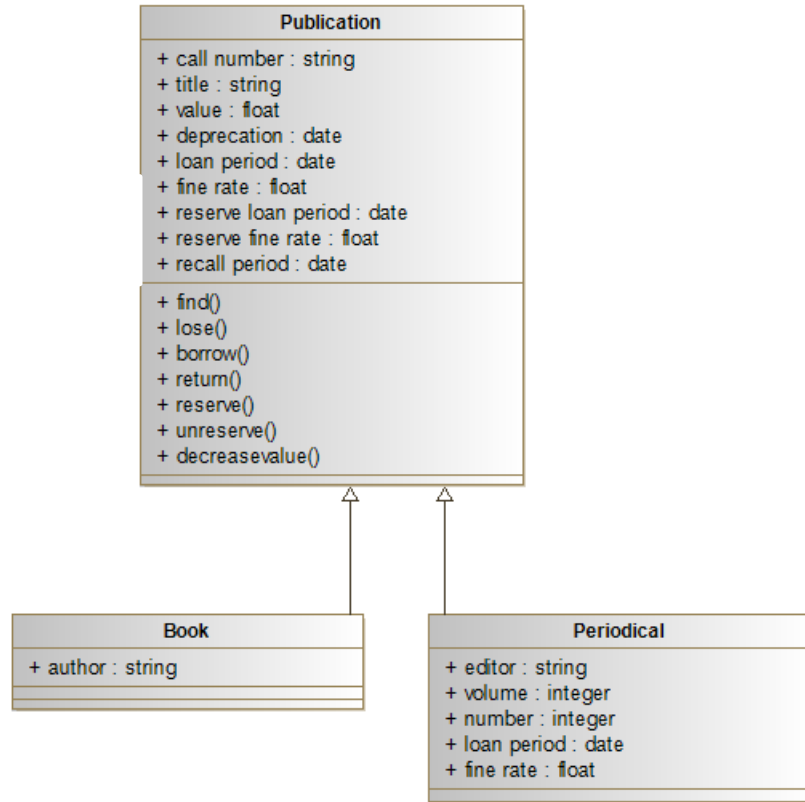 Publication
+ call number : string
+ title : string
+ value : float
+ deprecation : date
+ loan period : date
+ fine rate : float
+ reserve loan period : date
+ reserve fine rate : float
+ recall period : date
+ find()
+ lose()
+ borrow()
+ return()
+ reserve()
+ unreserve()
+ decreasevalue()
Book
+ author : string
Periodical
+ editor : string
+ volume : integer
+ number : integer
+ loan period : date
+ fine rate : float